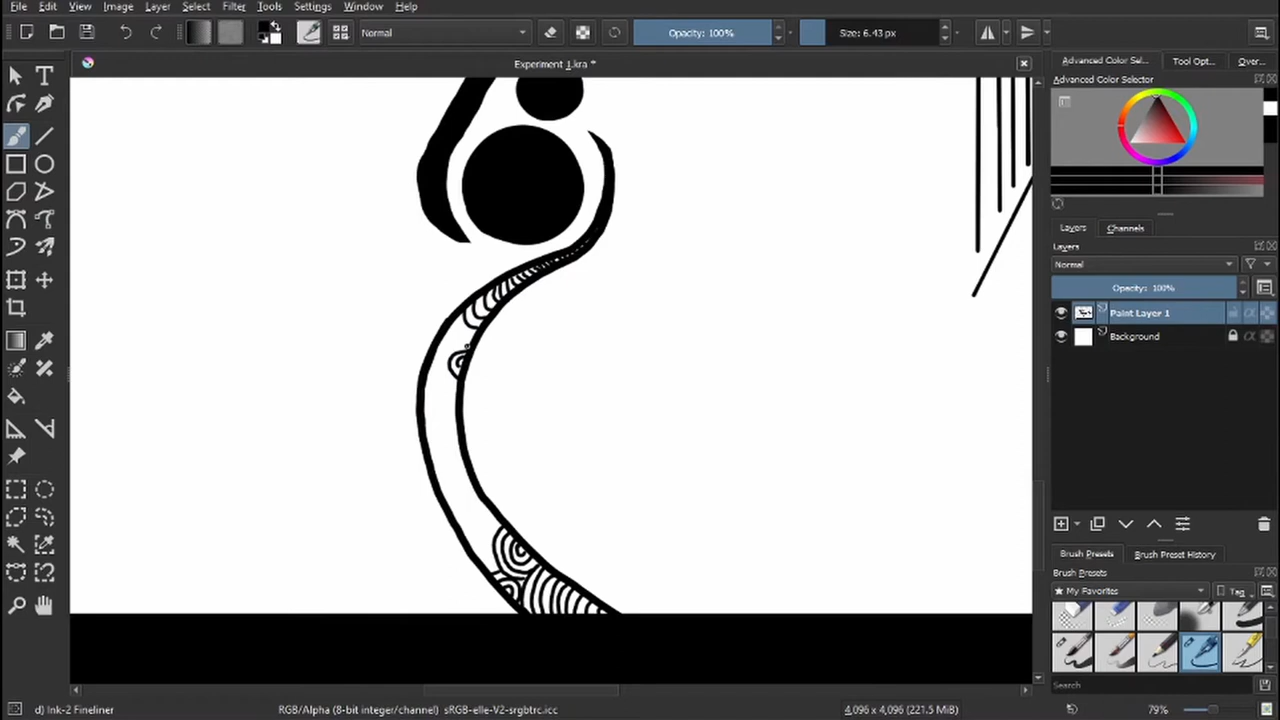 File Edit View Image Layer Select Filter Tools Settings Window Help
Normal Opacity: 100% Size: 6.43 px
Experiment 1.kra *
Advanced Color Sel... Tool Opt... Over...
Advanced Color Selector
Layers Channels
Layers
Normal
Opacity: 100%
Paint Layer 1
Background
Brush Presets Brush Preset History
Brush Presets
My Favorites Tag
Search
d) Ink-2 Fineliner RGB/Alpha (8-bit integer/channel) sRGB-elle-V2-srgbtrc.icc 4,096 x 4,096 (221.5 MiB) 79%